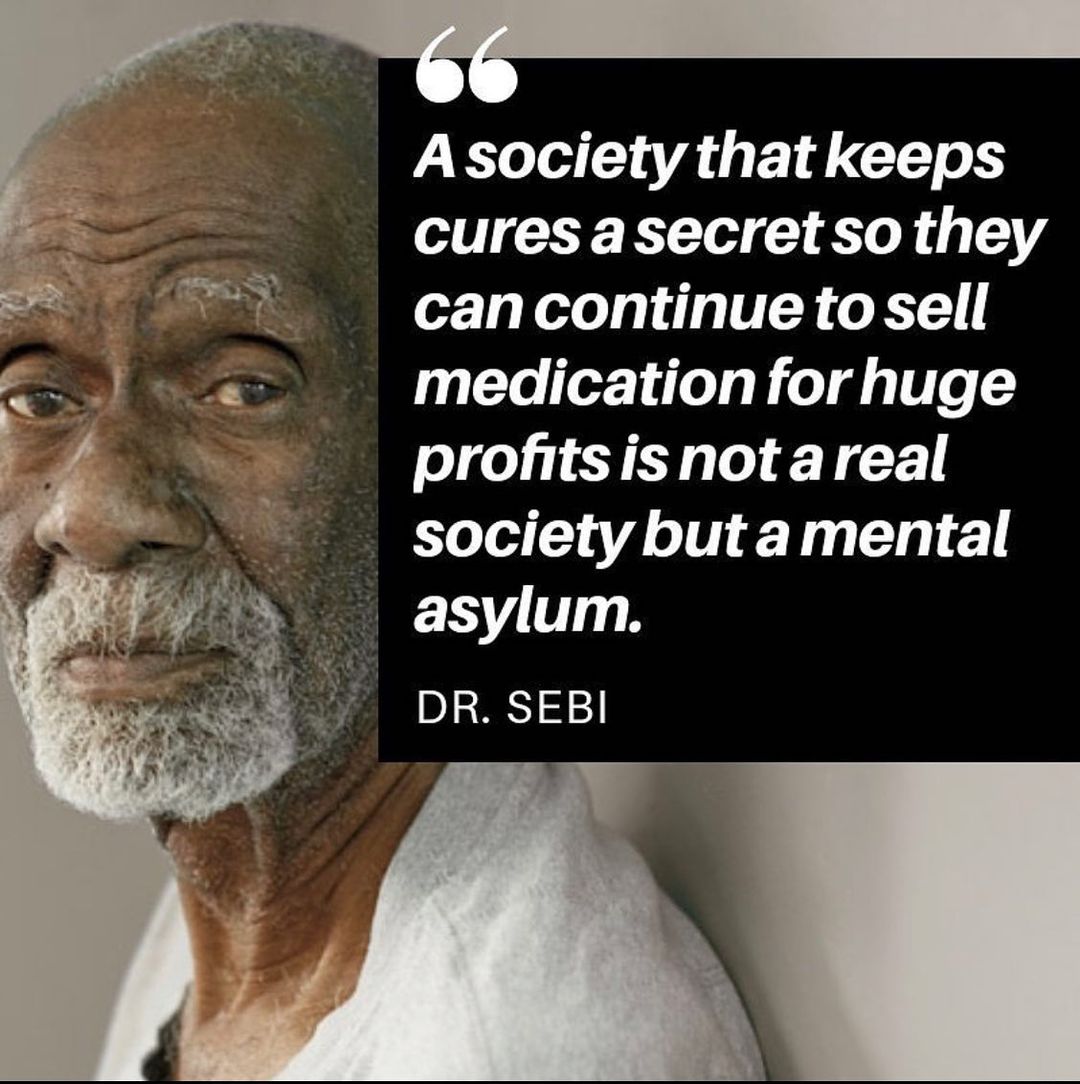 “
A society that keeps
cures a secret so they
can continue to sell
medication for huge
profits is not a real
society but a mental
asylum.
DR. SEBI